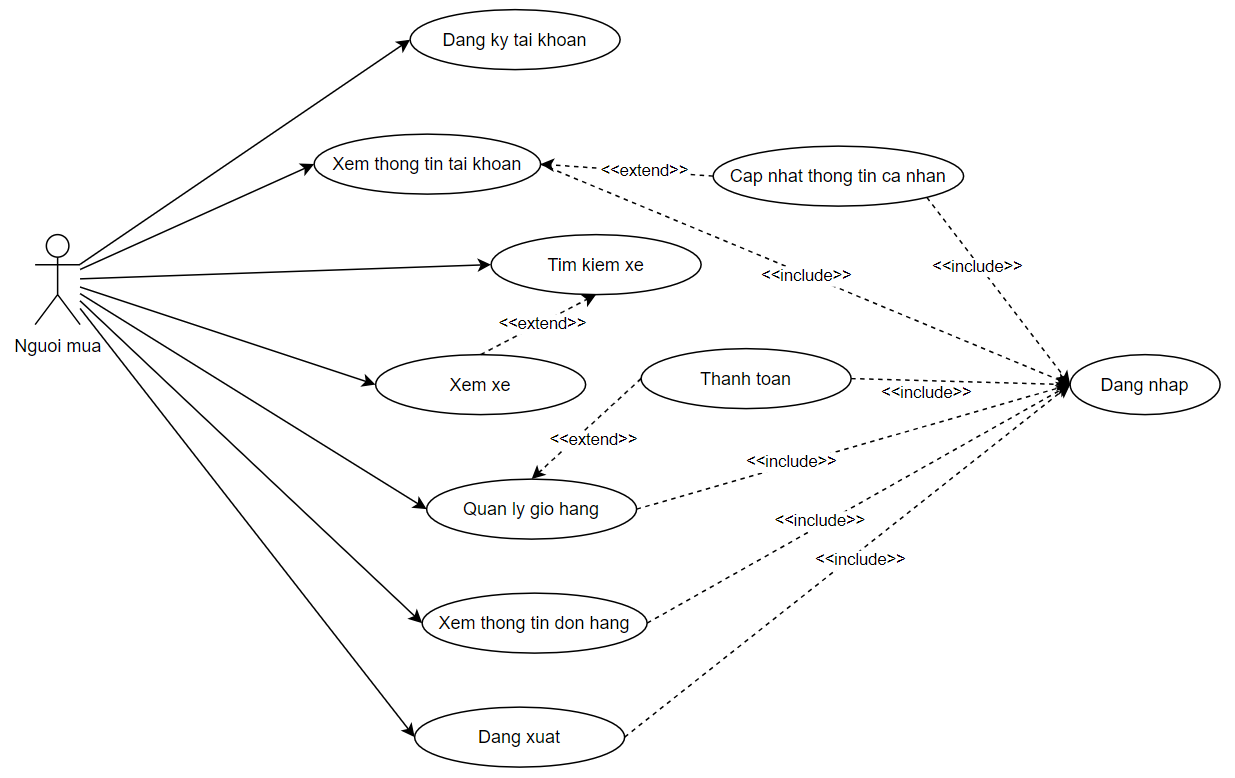 Dang ky tai khoan
Xem thong tin tai khoan
<<extend>>
Cap nhat thong tin ca nhan
Tim kiem xe
<<include>>
<<include>>
<<extend>>
Nguoi mua
Xem xe
Thanh toan
<<include>>
Dang nhap
<<extend>>
<<include>>
Quan ly gio hang
<<include>>
<<include>>
Xem thong tin don hang
Dang xuat